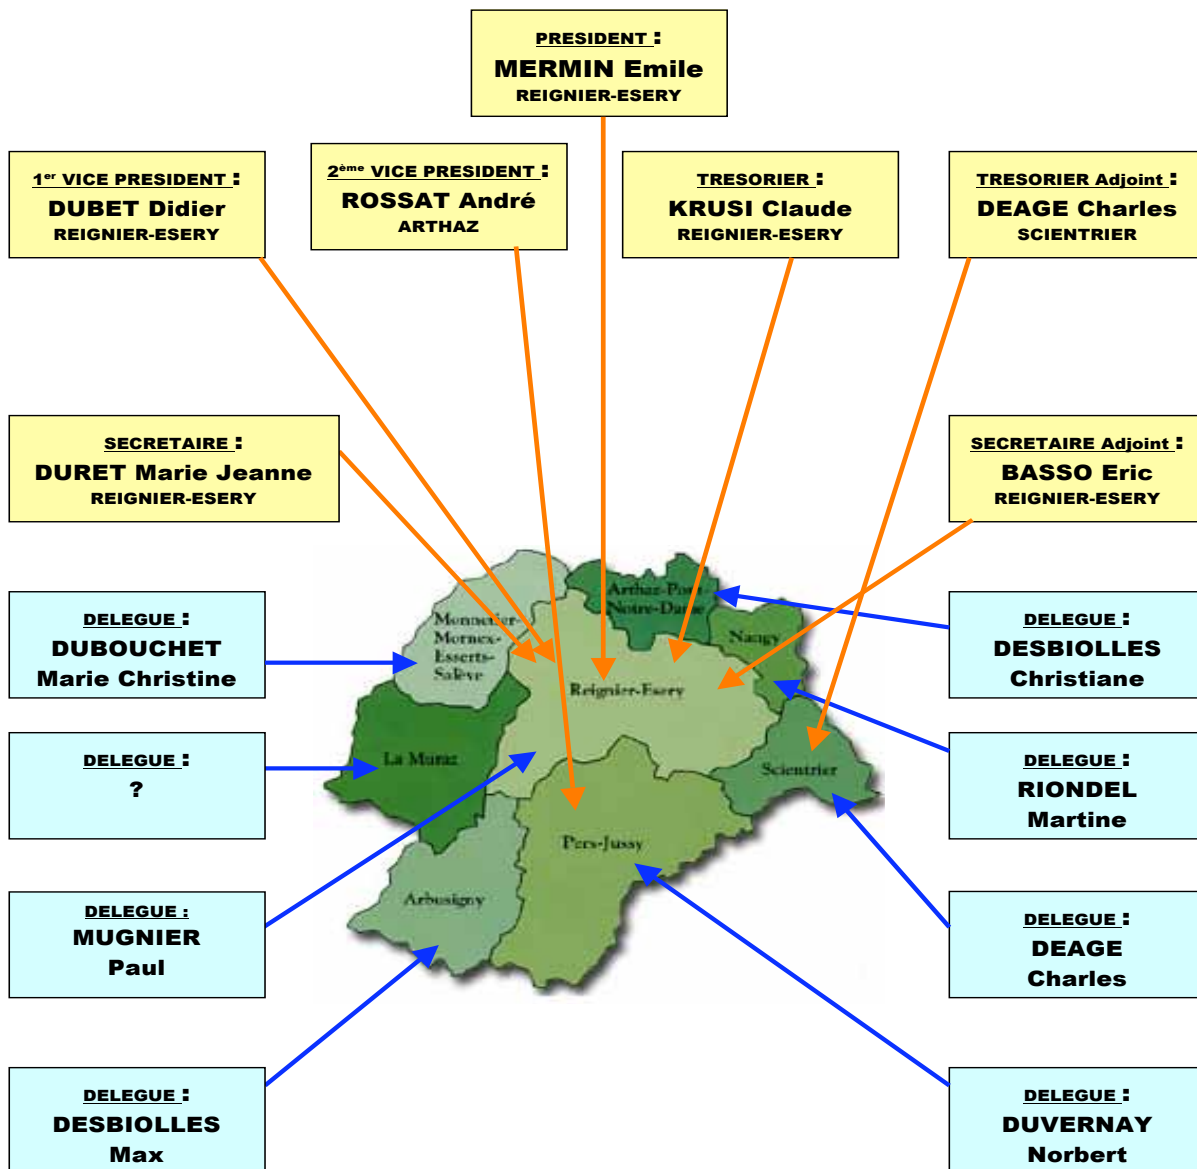 PRESIDENT :
MERMIN Emile
REIGNIER-ESERY
1er VICE PRESIDENT :
DUBET Didier
REIGNIER-ESERY
2ème VICE PRESIDENT :
ROSSAT André
ARTHAZ
TRESORIER :
KRUSI Claude
REIGNIER-ESERY
TRESORIER Adjoint :
DEAGE Charles
SCIENTRIER
SECRETAIRE :
DURET Marie Jeanne
REIGNIER-ESERY
SECRETAIRE Adjoint :
BASSO Eric
REIGNIER-ESERY
DELEGUE :
DUBOUCHET
Marie Christine
DELEGUE :
?
DELEGUE :
MUGNIER
Paul
DELEGUE :
DESBIOLLES
Max
Monnetier-
Mornex-
Esserts-
Salève
Arthaz-Pont-
Notre-Dame
Nangy
Reignier-Esery
La Muraz
Scientrier
Pers-Jussy
Arbusigny
DELEGUE :
DESBIOLLES
Christiane
DELEGUE :
RIONDEL
Martine
DELEGUE :
DEAGE
Charles
DELEGUE :
DUVERNAY
Norbert